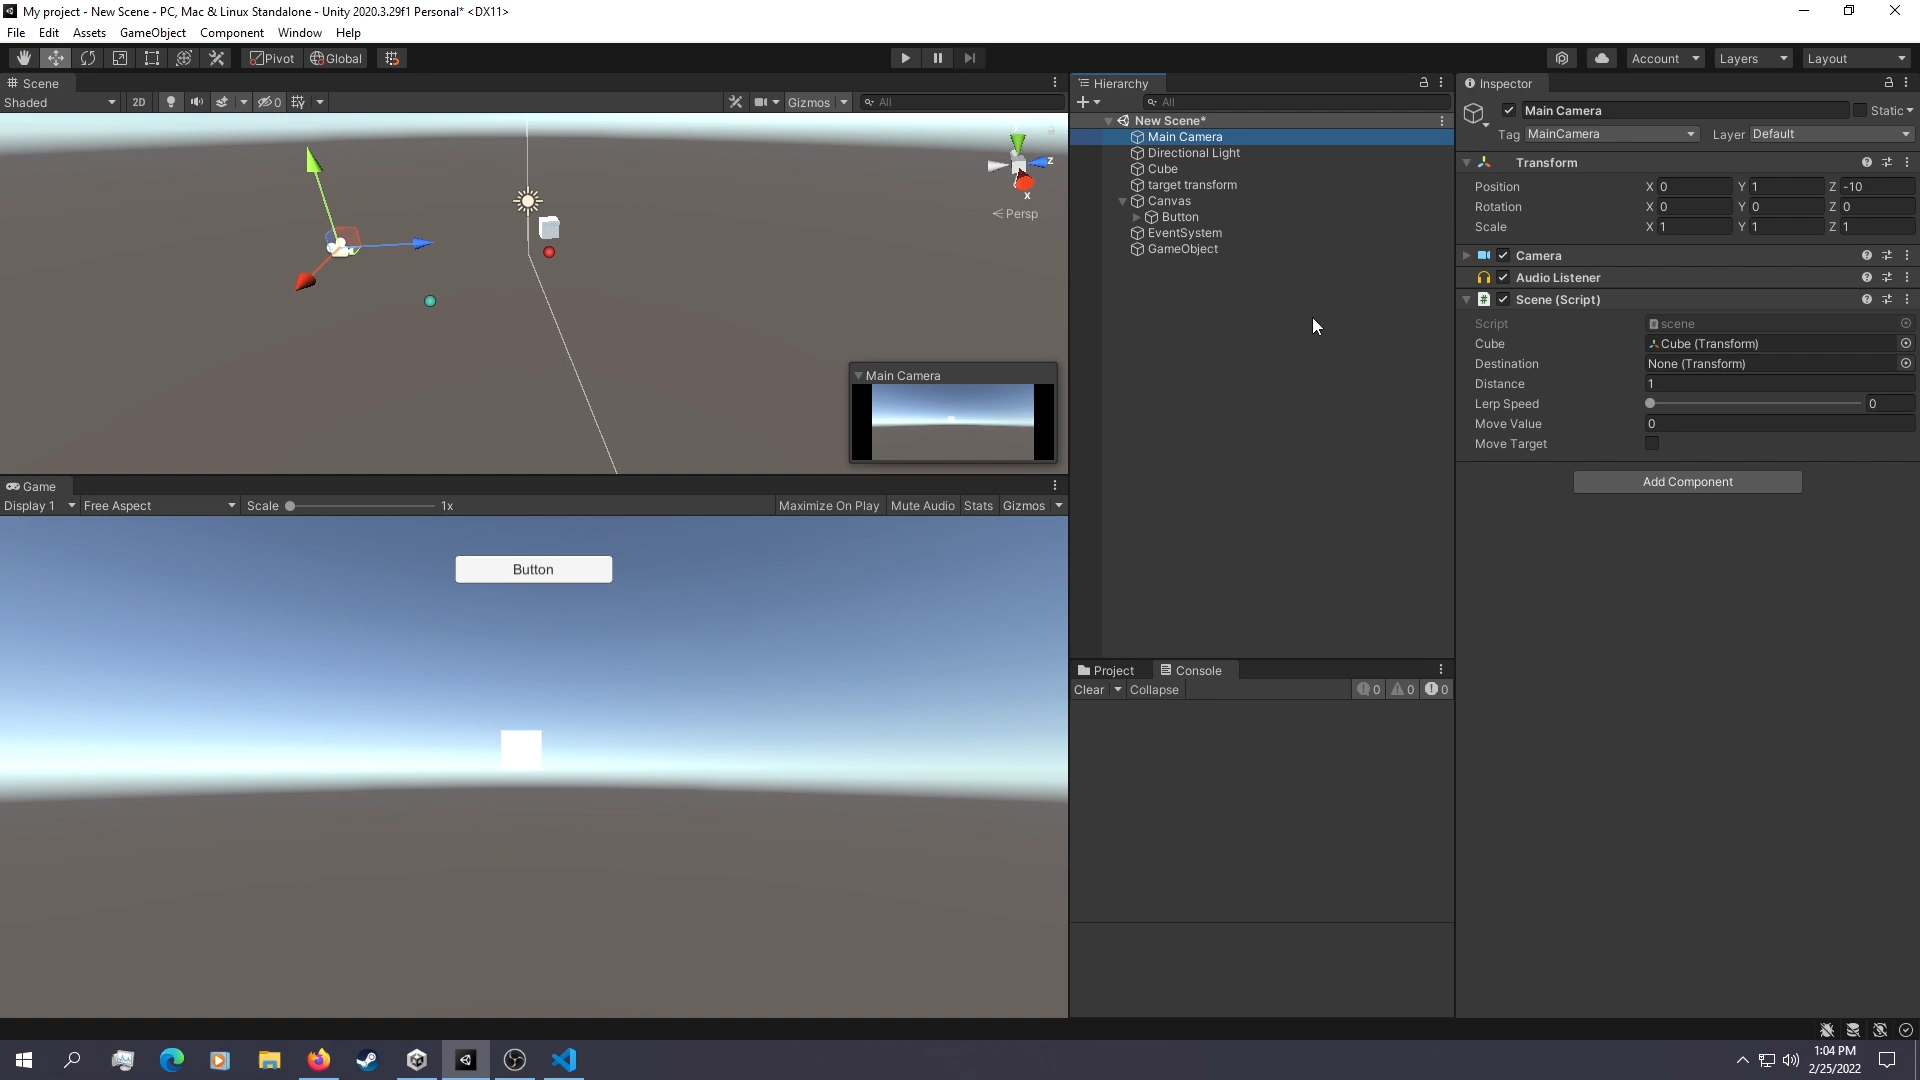 My project - New Scene - PC, Mac & Linux Standalone - Unity 2020.3.29f1 Personal* <DX11>
File Edit Assets GameObject Component Window Help
Pivot Global Account Layers Layout
Scene
Shaded 2D 0 Gizmos All
z
x
Persp
Main Camera
Game
Display 1 Free Aspect Scale 1x Maximize On Play Mute Audio Stats Gizmos
Button
Hierarchy
All
New Scene*
Main Camera
Directional Light
Cube
target transform
Canvas
Button
EventSystem
GameObject
Project Console
Clear Collapse 0 0 0
Inspector
Main Camera Static
Tag MainCamera Layer Default
Transform
Position X 0 Y 1 Z -10
Rotation X 0 Y 0 Z 0
Scale X 1 Y 1 Z 1
Camera
Audio Listener
# Scene (Script)
Script scene
Cube Cube (Transform)
Destination None (Transform)
Distance 1
Lerp Speed 0
Move Value 0
Move Target
Add Component
1:04 PM
2/25/2022